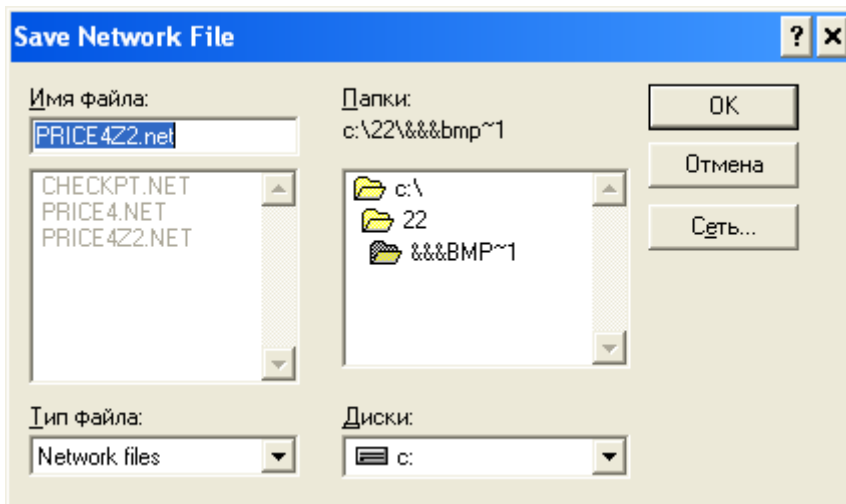 Save Network File
Имя файла:
PRICE4Z2.net
CHECKPT.NET
PRICE4.NET
PRICE4Z2.NET
Тип файла:
Network files
Папки:
c:\22\&&&bmp~1
c:\
22
&&&BMP~1
Диски:
c:
OK
Отмена
Сеть...